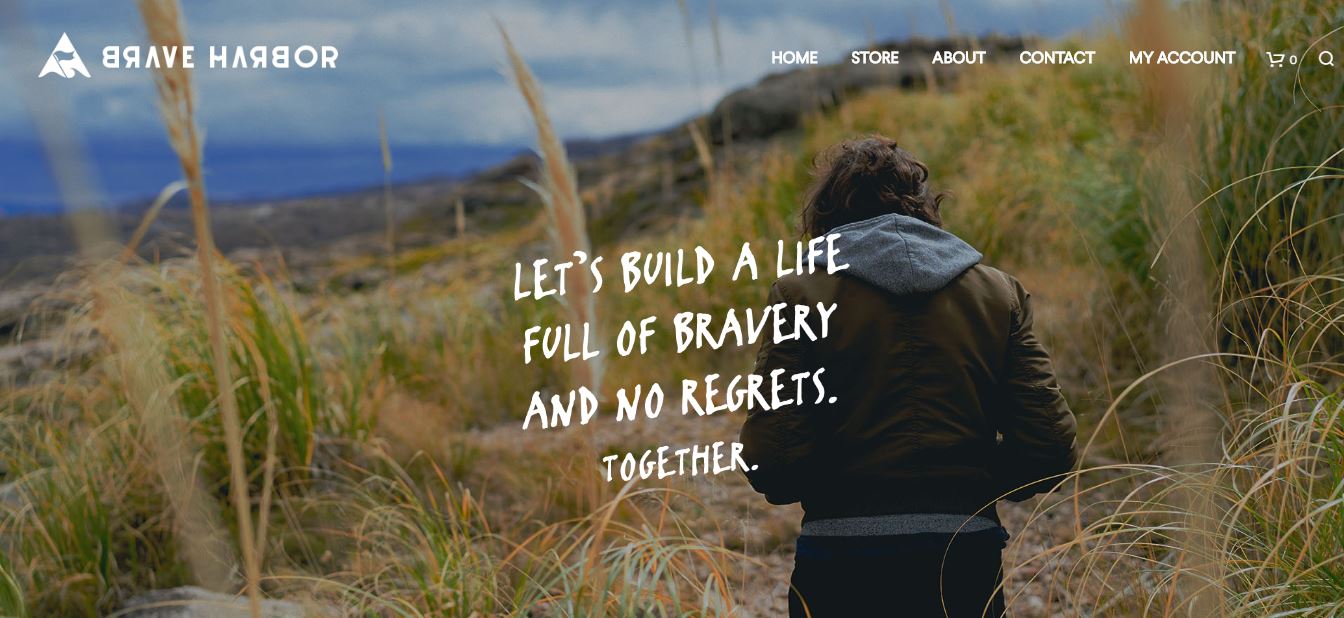 BRAVE HARBOR
HOME STORE ABOUT CONTACT MY ACCOUNT 0
LET'S BUILD A LIFE
FULL OF BRAVERY
AND NO REGRETS.
TOGETHER.